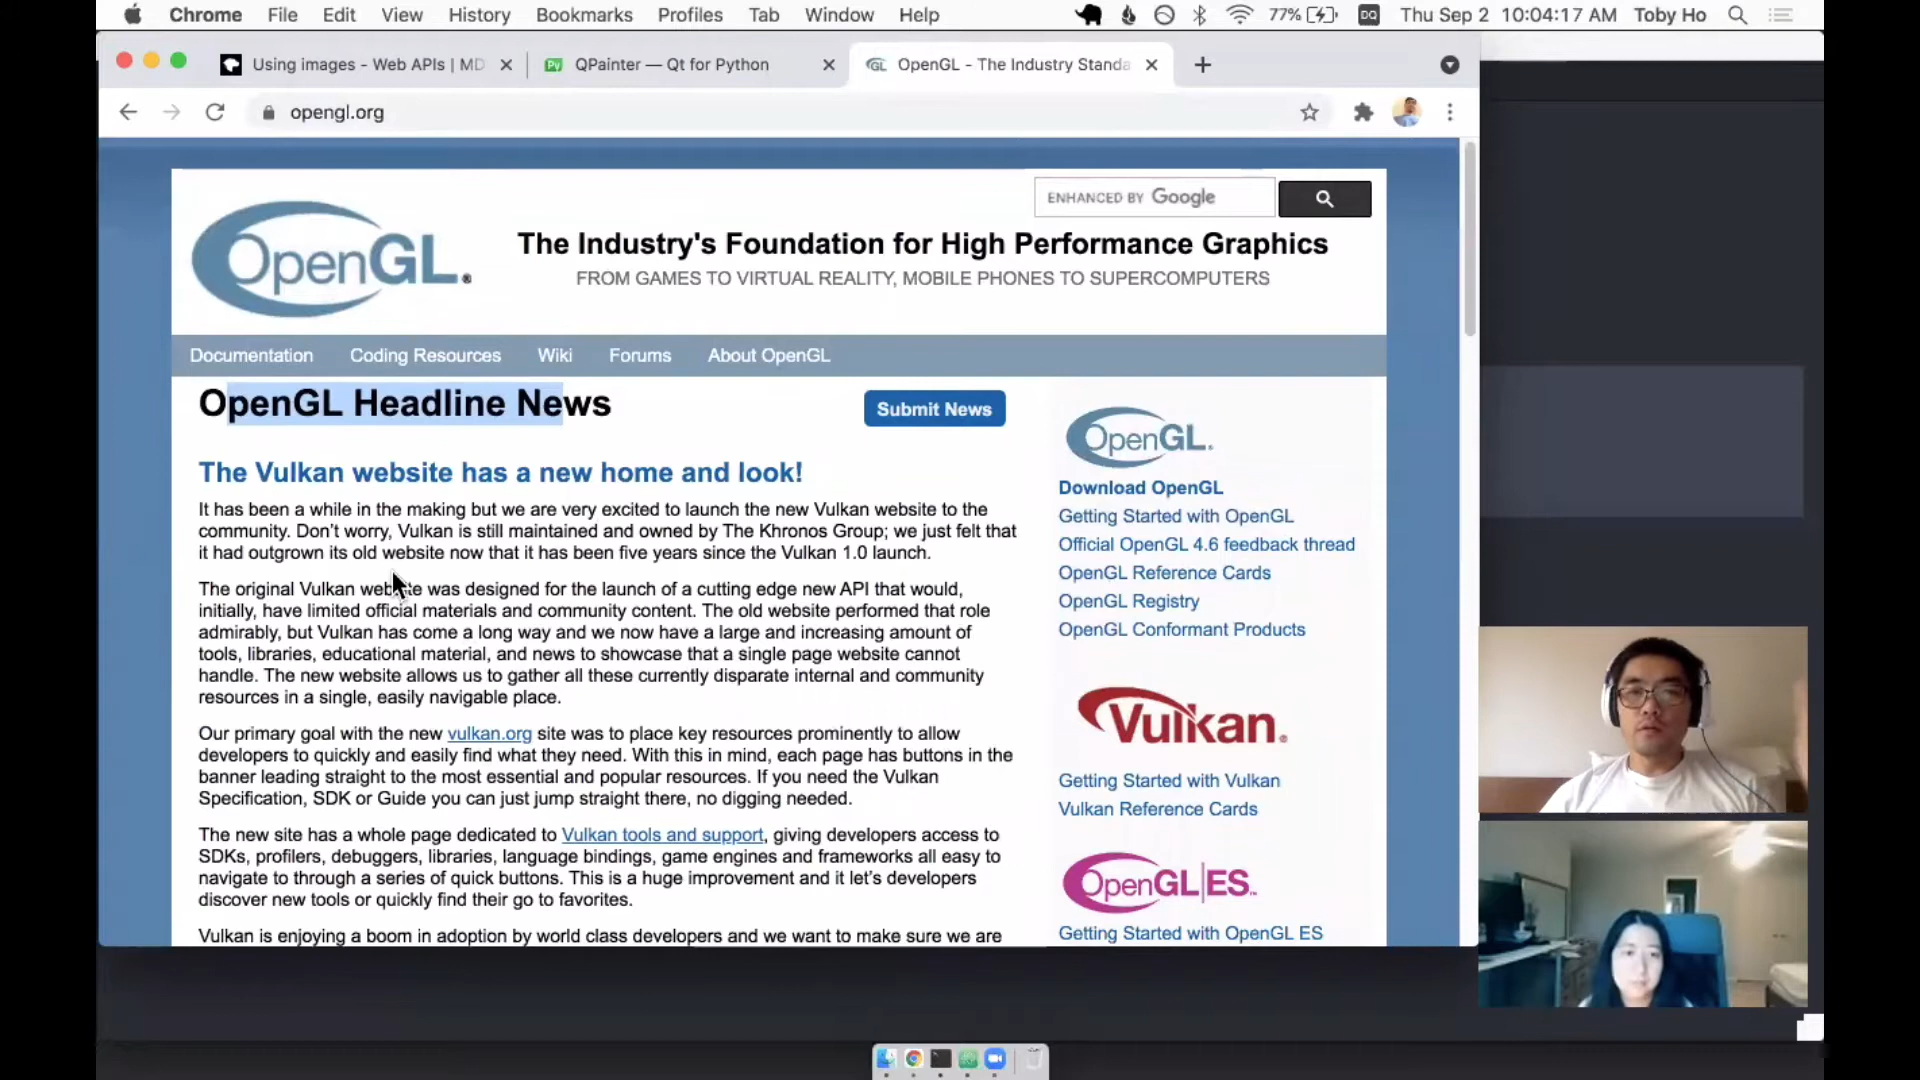 Chrome File Edit View History Bookmarks Profiles Tab Window Help 77% DQ Thu Sep 2 10:04:17 AM Toby Ho
Using images - Web APIs | MD
QPainter — Qt for Python
OpenGL - The Industry Standa
opengl.org
ENHANCED BY Google
OpenGL®
The Industry's Foundation for High Performance Graphics
FROM GAMES TO VIRTUAL REALITY, MOBILE PHONES TO SUPERCOMPUTERS
Documentation Coding Resources Wiki Forums About OpenGL
OpenGL Headline News
Submit News
The Vulkan website has a new home and look!
It has been a while in the making but we are very excited to launch the new Vulkan website to the
community. Don't worry, Vulkan is still maintained and owned by The Khronos Group; we just felt that
it had outgrown its old website now that it has been five years since the Vulkan 1.0 launch.
The original Vulkan website was designed for the launch of a cutting edge new API that would,
initially, have limited official materials and community content. The old website performed that role
admirably, but Vulkan has come a long way and we now have a large and increasing amount of
tools, libraries, educational material, and news to showcase that a single page website cannot
handle. The new website allows us to gather all these currently disparate internal and community
resources in a single, easily navigable place.
Our primary goal with the new vulkan.org site was to place key resources prominently to allow
developers to quickly and easily find what they need. With this in mind, each page has buttons in the
banner leading straight to the most essential and popular resources. If you need the Vulkan
Specification, SDK or Guide you can just jump straight there, no digging needed.
The new site has a whole page dedicated to Vulkan tools and support, giving developers access to
SDKs, profilers, debuggers, libraries, language bindings, game engines and frameworks all easy to
navigate to through a series of quick buttons. This is a huge improvement and it let's developers
discover new tools or quickly find their go to favorites.
Vulkan is enjoying a boom in adoption by world class developers and we want to make sure we are
OpenGL.
Download OpenGL
Getting Started with OpenGL
Official OpenGL 4.6 feedback thread
OpenGL Reference Cards
OpenGL Registry
OpenGL Conformant Products
Vulkan.
Getting Started with Vulkan
Vulkan Reference Cards
OpenGL|ES™
Getting Started with OpenGL ES